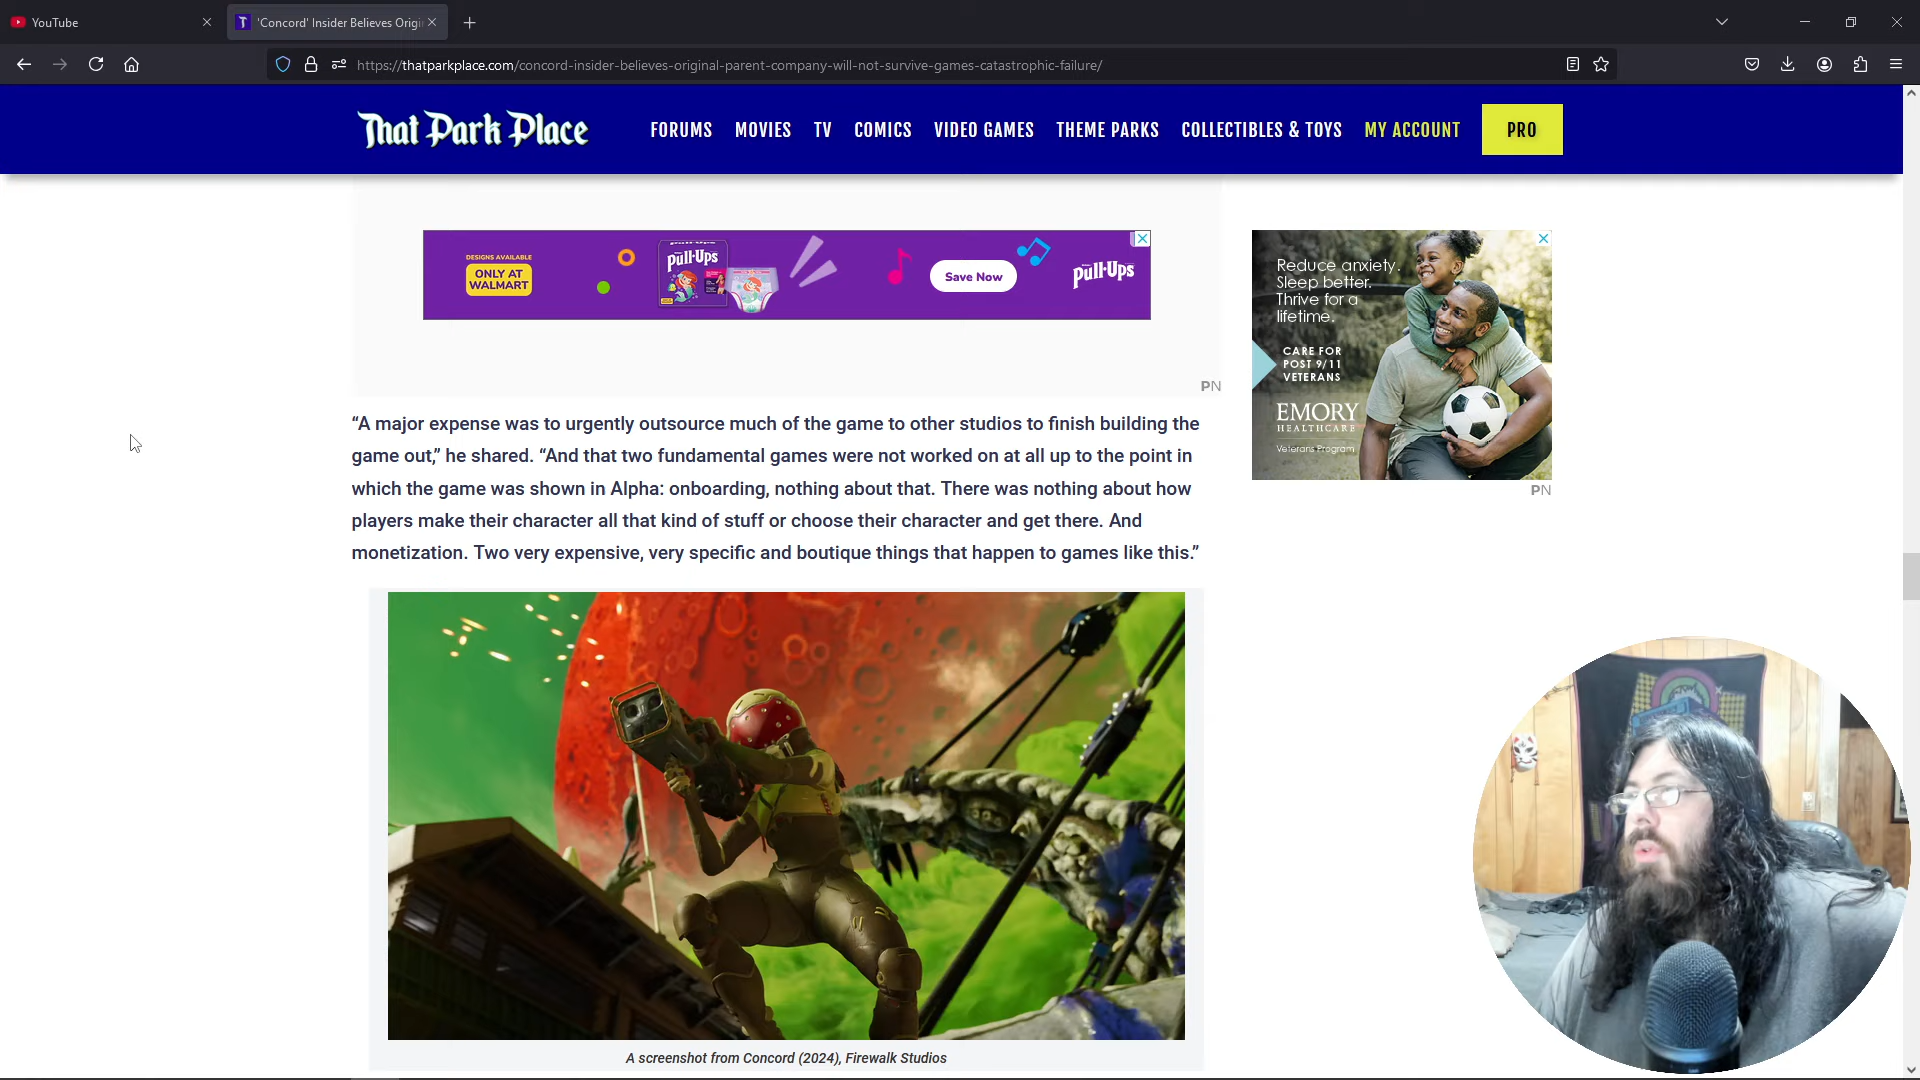 YouTube
'Concord' Insider Believes Origi
https://thatparkplace.com/concord-insider-believes-original-parent-company-will-not-survive-games-catastrophic-failure/
That Park Place
FORUMS MOVIES TV COMICS VIDEO GAMES THEME PARKS COLLECTIBLES & TOYS MY ACCOUNT PRO
DESIGNS AVAILABLE
ONLY AT
WALMART
Pull-Ups
Save Now
Pull-Ups
PN
Reduce anxiety.
Sleep better.
Thrive for a
lifetime.
CARE FOR
POST 9/11
VETERANS
EMORY
HEALTHCARE
Veterans Program
PN
“A major expense was to urgently outsource much of the game to other studios to finish building the
game out,” he shared. “And that two fundamental games were not worked on at all up to the point in
which the game was shown in Alpha: onboarding, nothing about that. There was nothing about how
players make their character all that kind of stuff or choose their character and get there. And
monetization. Two very expensive, very specific and boutique things that happen to games like this.”
A screenshot from Concord (2024), Firewalk Studios